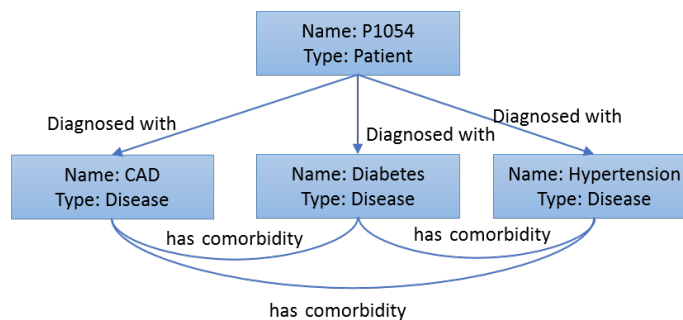 Name: P1054
Type: Patient
Diagnosed with
Diagnosed with
Diagnosed with
Name: CAD
Type: Disease
Name: Diabetes
Type: Disease
Name: Hypertension
Type: Disease
has comorbidity
has comorbidity
has comorbidity